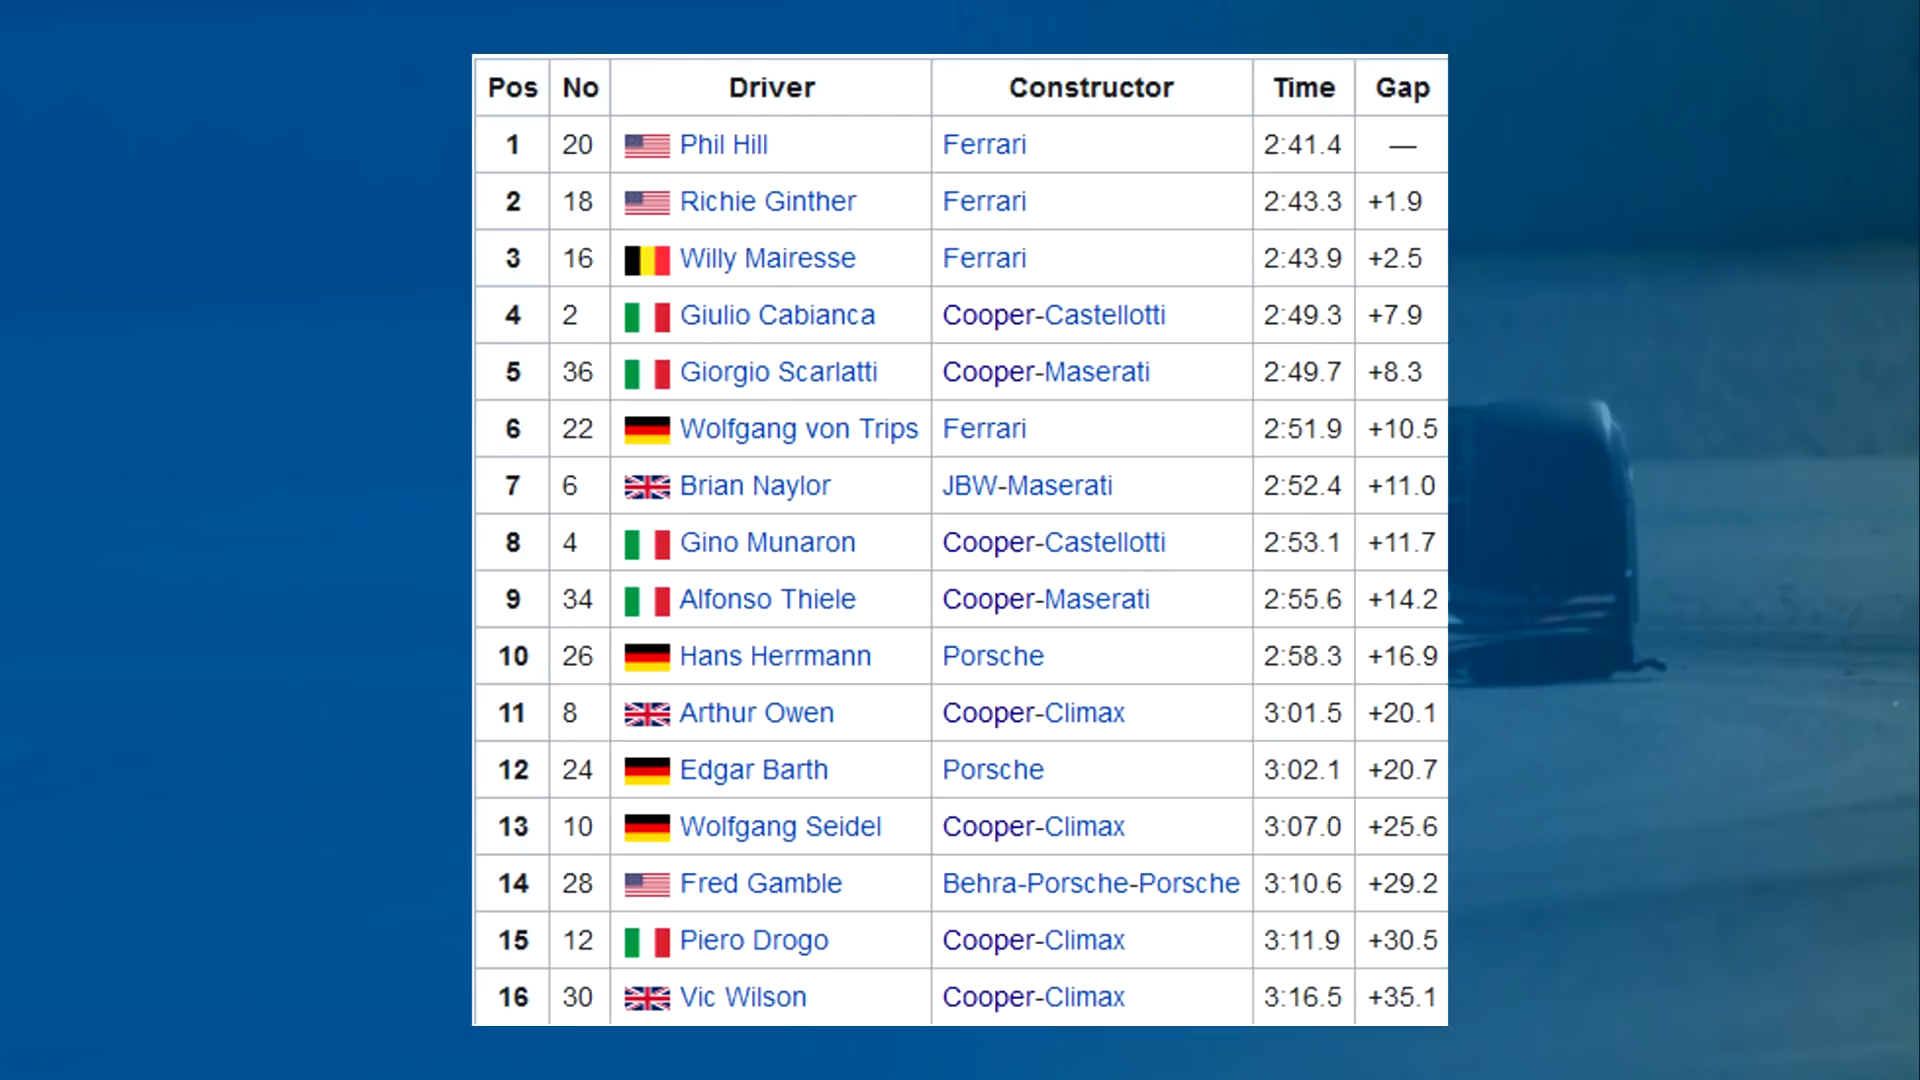 Pos No Driver Constructor Time Gap
1 20 Phil Hill Ferrari 2:41.4 —
2 18 Richie Ginther Ferrari 2:43.3 +1.9
3 16 Willy Mairesse Ferrari 2:43.9 +2.5
4 2 Giulio Cabianca Cooper-Castellotti 2:49.3 +7.9
5 36 Giorgio Scarlatti Cooper-Maserati 2:49.7 +8.3
6 22 Wolfgang von Trips Ferrari 2:51.9 +10.5
7 6 Brian Naylor JBW-Maserati 2:52.4 +11.0
8 4 Gino Munaron Cooper-Castellotti 2:53.1 +11.7
9 34 Alfonso Thiele Cooper-Maserati 2:55.6 +14.2
10 26 Hans Herrmann Porsche 2:58.3 +16.9
11 8 Arthur Owen Cooper-Climax 3:01.5 +20.1
12 24 Edgar Barth Porsche 3:02.1 +20.7
13 10 Wolfgang Seidel Cooper-Climax 3:07.0 +25.6
14 28 Fred Gamble Behra-Porsche-Porsche 3:10.6 +29.2
15 12 Piero Drogo Cooper-Climax 3:11.9 +30.5
16 30 Vic Wilson Cooper-Climax 3:16.5 +35.1